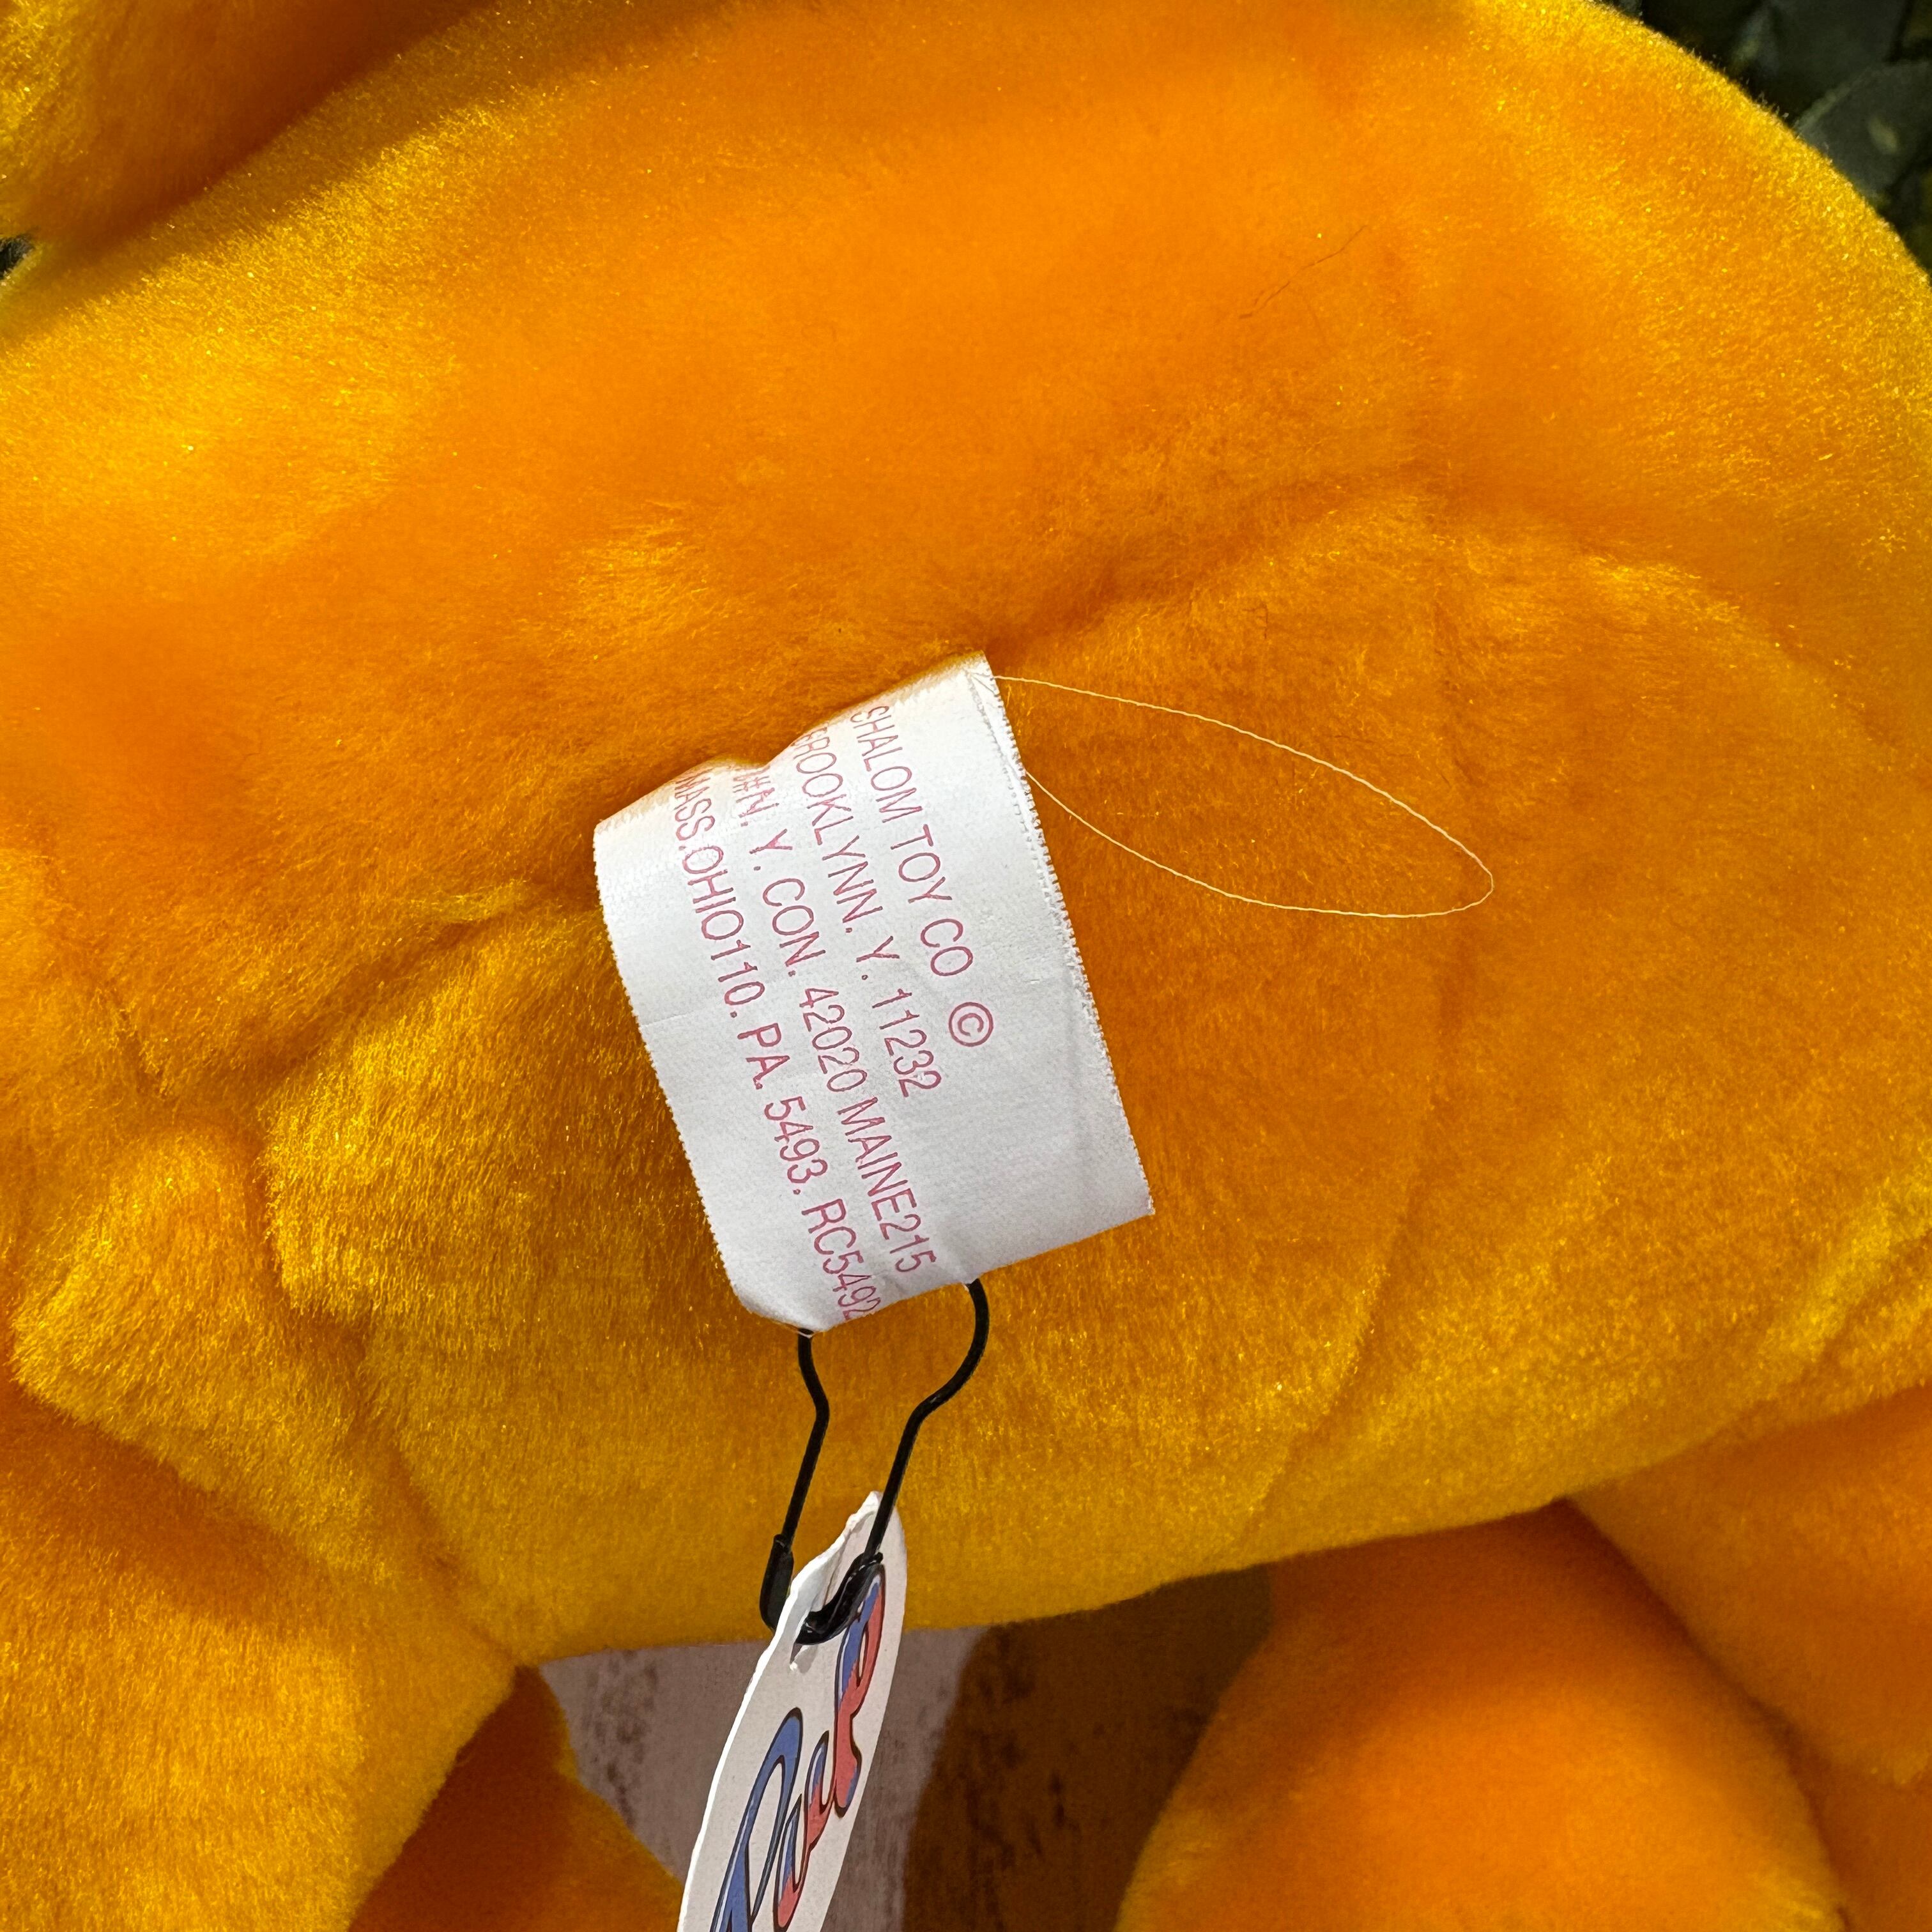 SHALOM TOY CO ©
BROOKLYNN. Y. 11232
#N. Y. CON. 42020 MAINE215
MASS.OHIO110. PA. 5493. RC5492